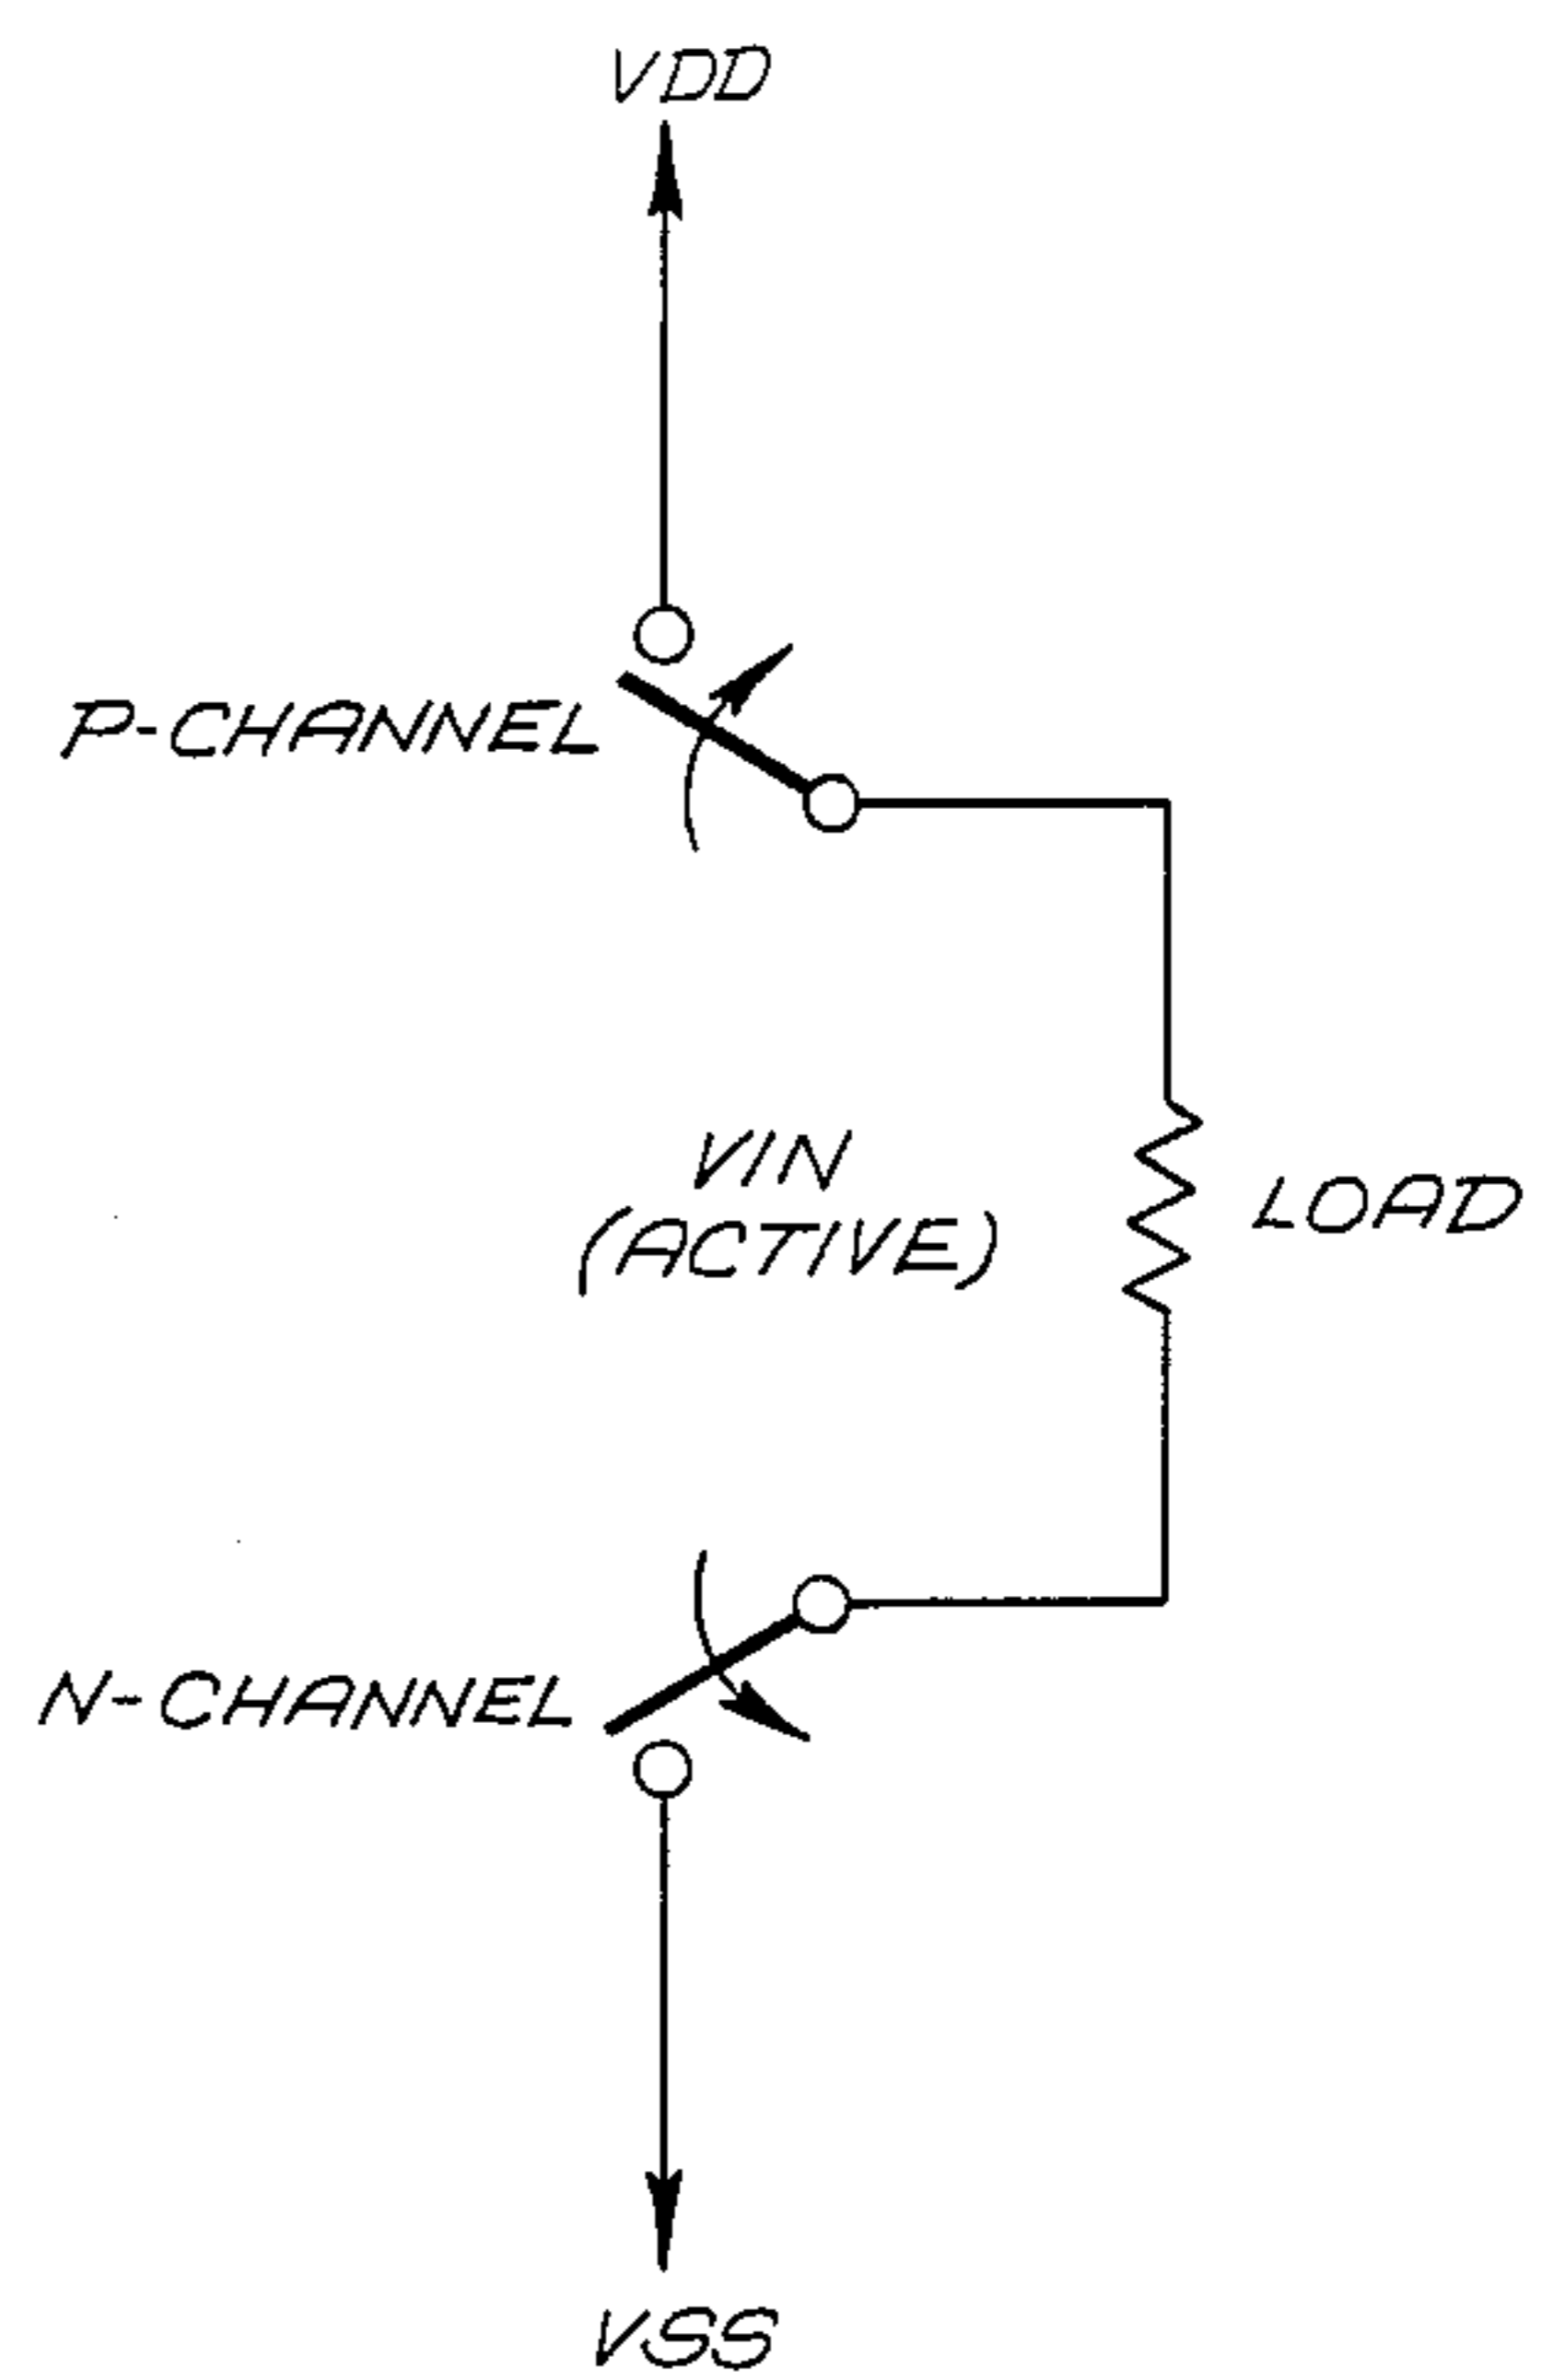 VDD
P-CHANNEL
VIN
(ACTIVE)
LOAD
N-CHANNEL
VSS